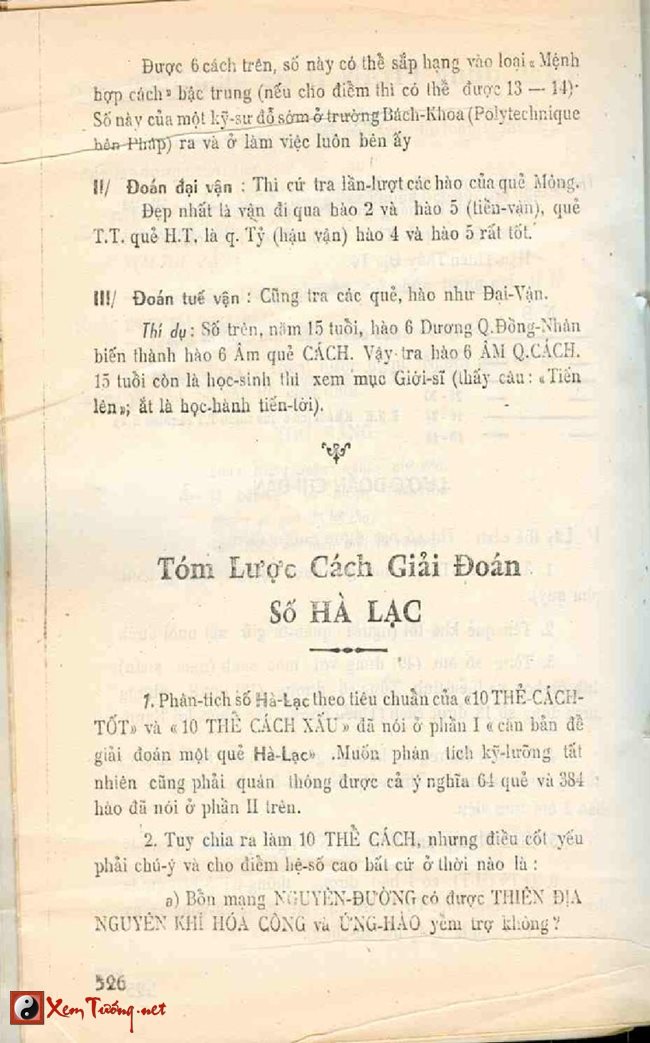 Được 6 cách trên, số này có thể sắp hạng vào loại « Mệnh
hợp cách » bậc trung (nếu cho điểm thì có thể được 13 — 14).
Số này của một kỹ-sư đỗ sớm ở trường Bách-Khoa (Polytechnique
bên Pháp) ra và ở làm việc luôn bên ấy
II/ Đoán đại vận : Thì cứ tra lần-lượt các hào của quẻ Mông.
Đẹp nhất là vận đi qua hào 2 và hào 5 (tiền-vận), quẻ
T.T. quẻ H.T. là q. Tỷ (hậu vận) hào 4 và hào 5 rất tốt.
III/ Đoán tuế vận : Cũng tra các quẻ, hào như Đại-Vận.
Thí dụ : Số trên, năm 15 tuổi, hào 6 Dương Q.Đồng-Nhân
biến thành hào 6 Âm quẻ CÁCH. Vậy tra hào 6 ÂM Q.CÁCH.
15 tuổi còn là học-sinh thì xem mục Giới-sĩ (thấy câu : «Tiến
lên»; ắt là học-hành tiến-tới).
Tóm Lược Cách Giải Đoán
Số HÀ LẠC
1. Phân-tích số Hà-Lạc theo tiêu chuẩn của «10 THỂ-CÁCH-
TỐT» và « 10 THỂ CÁCH XẤU » đã nói ở phần I « căn bản để
giải đoán một quẻ Hà-Lạc» .Muốn phân tích kỹ-lưỡng tất
nhiên cũng phải quán thông được cả ý nghĩa 64 quẻ và 384
hào đã nói ở phần II trên.
2. Tuy chia ra làm 10 THỂ CÁCH, nhưng điều cốt yếu
phải chú-ý và cho điểm hệ-số cao bất cứ ở thời nào là :
a) Bổn mạng NGUYÊN-ĐƯỜNG có được THIÊN ĐỊA
NGUYÊN KHÍ HÓA CÔNG và ỨNG-HÀO yểm trợ không ?
526
XemTướng.net